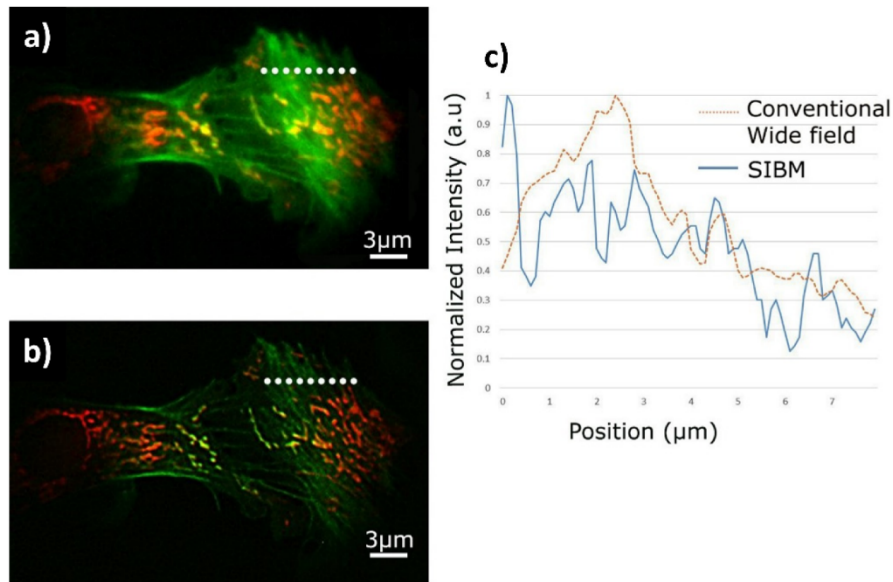 a)
3µm
b)
3µm
c)
Normalized Intensity (a.u)
1
0.9
0.8
0.7
0.6
0.5
0.4
0.3
0.2
0.1
0
0 1 2 3 4 5 6 7
Position (µm)
Conventional
Wide field
SIBM